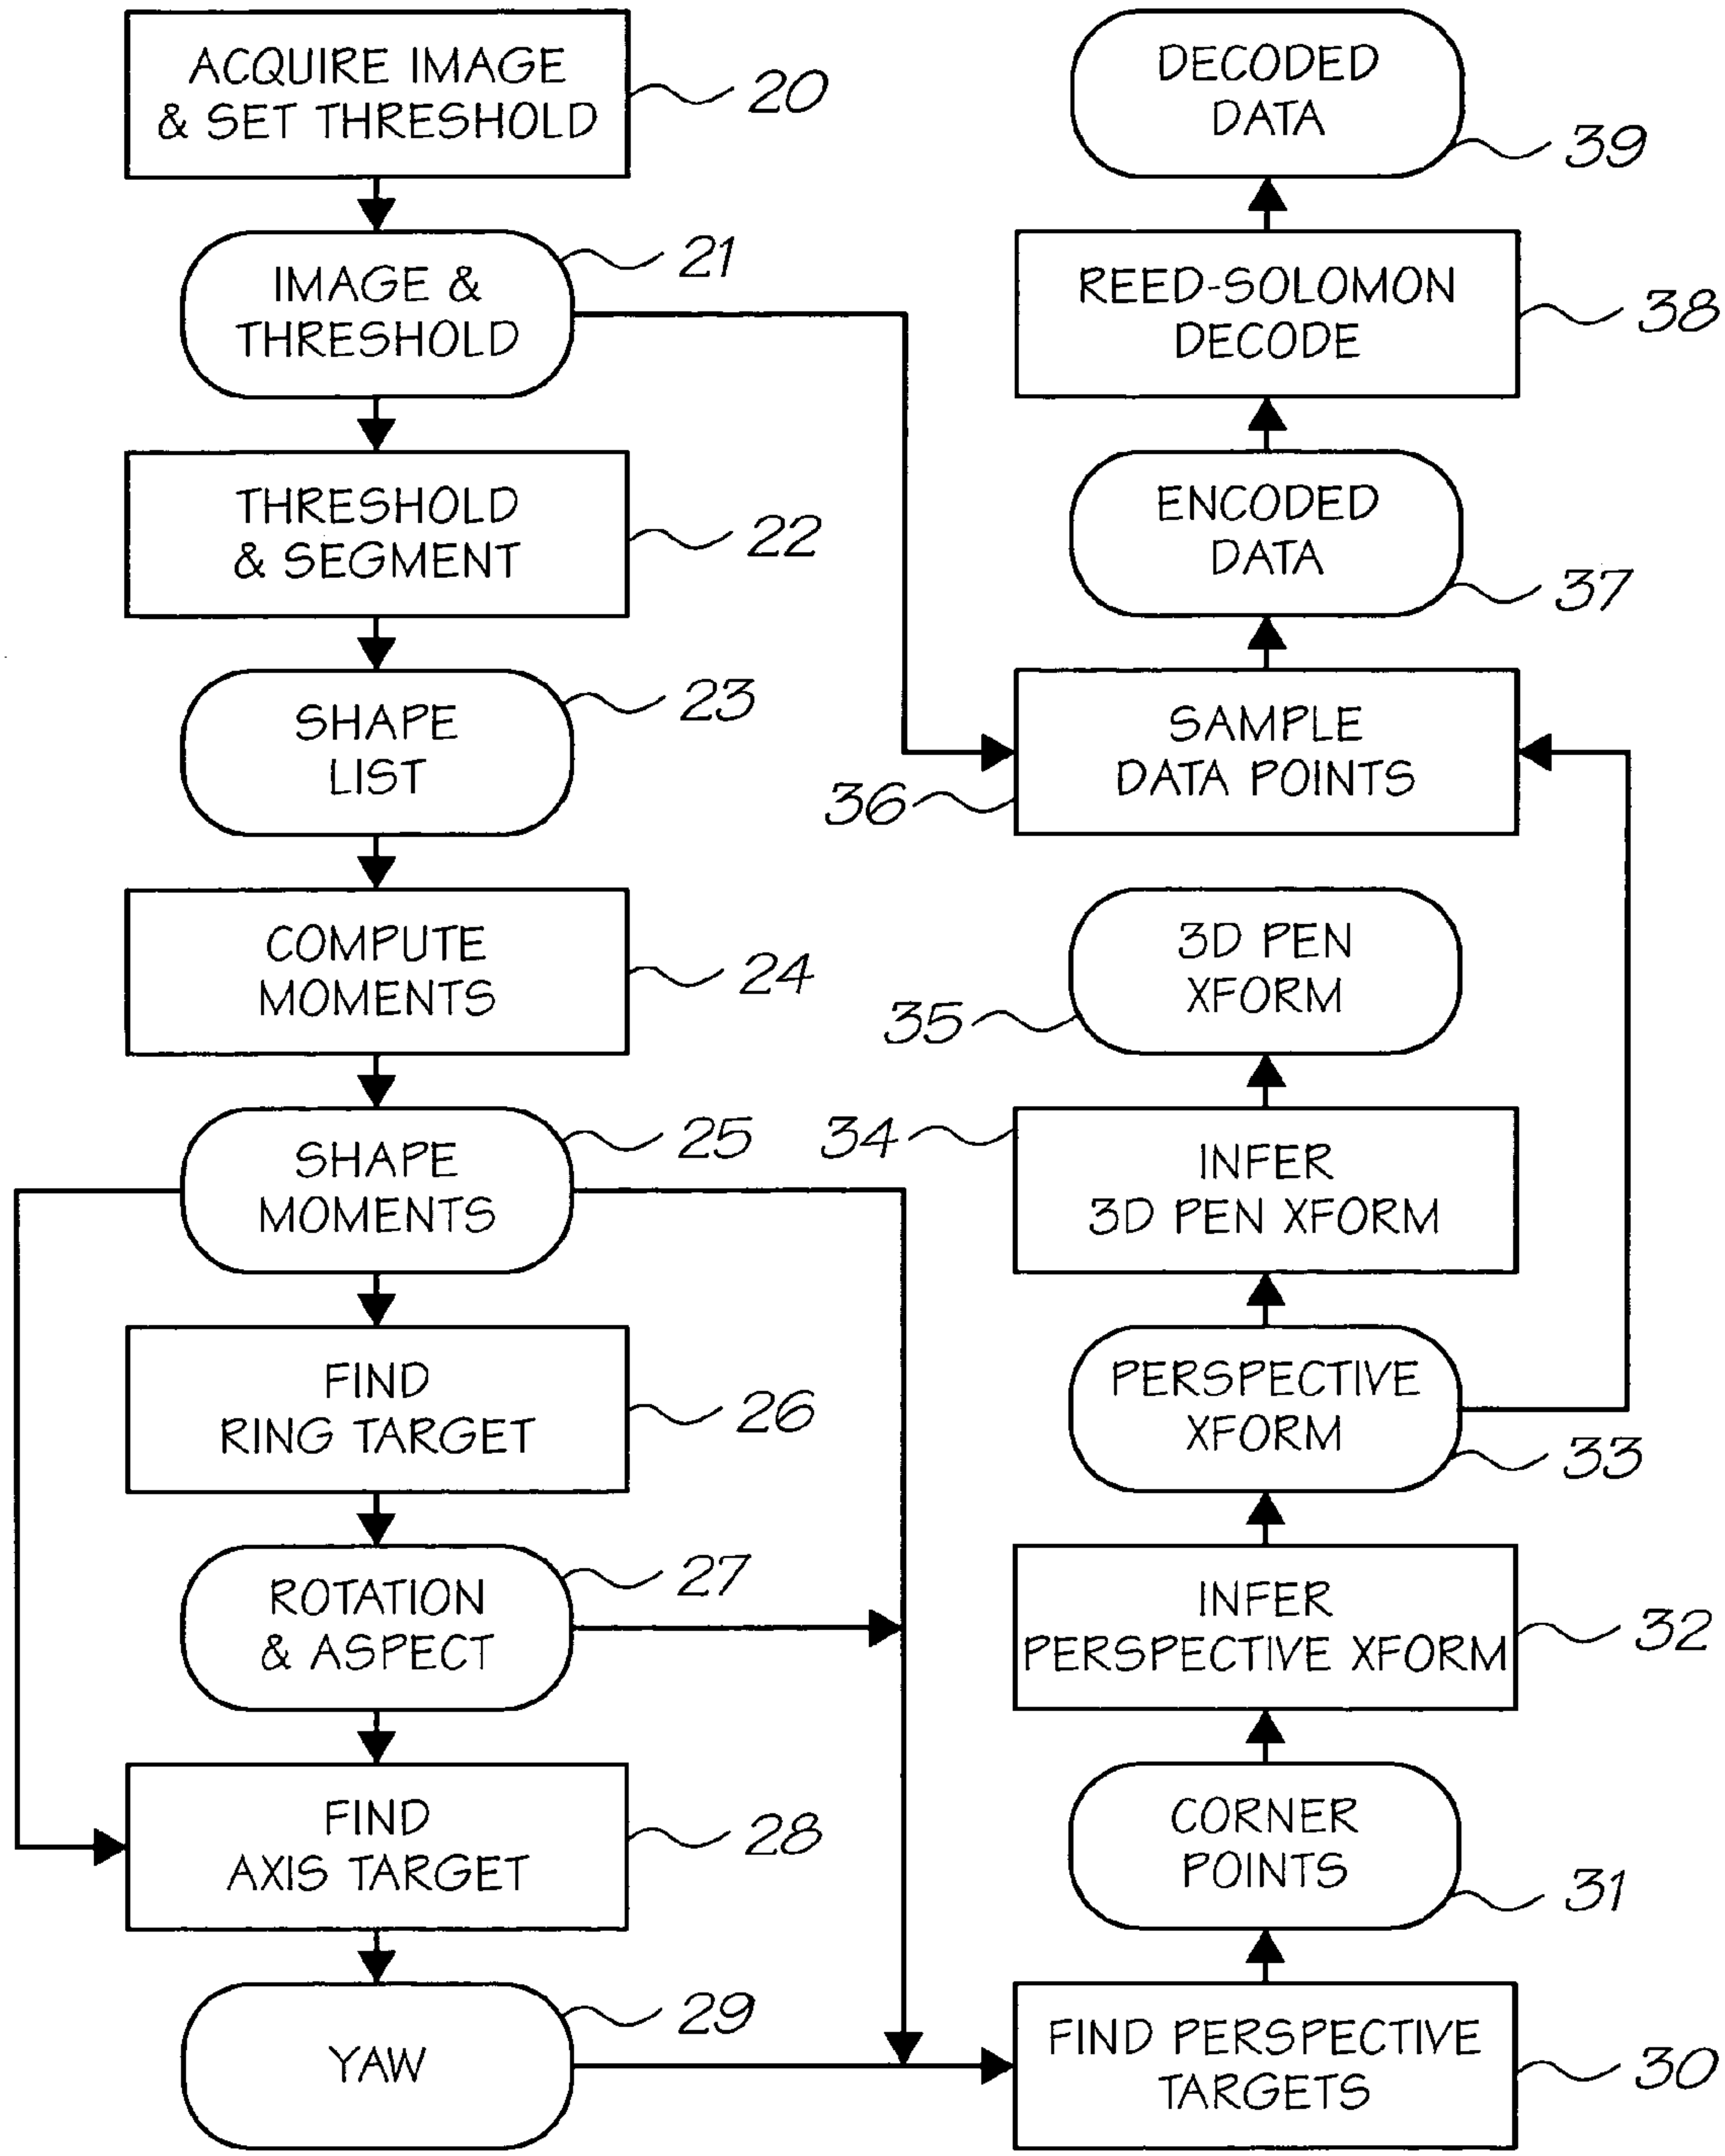 ACQUIRE IMAGE
& SET THRESHOLD
20
IMAGE &
THRESHOLD
21
THRESHOLD
& SEGMENT
22
SHAPE
LIST
23
COMPUTE
MOMENTS
24
SHAPE
MOMENTS
25
FIND
RING TARGET
26
ROTATION
& ASPECT
27
FIND
AXIS TARGET
28
YAW
29
FIND PERSPECTIVE
TARGETS
30
CORNER
POINTS
31
INFER
PERSPECTIVE XFORM
32
PERSPECTIVE
XFORM
33
INFER
3D PEN XFORM
34
3D PEN
XFORM
35
SAMPLE
DATA POINTS
36
ENCODED
DATA
37
REED-SOLOMON
DECODE
38
DECODED
DATA
39